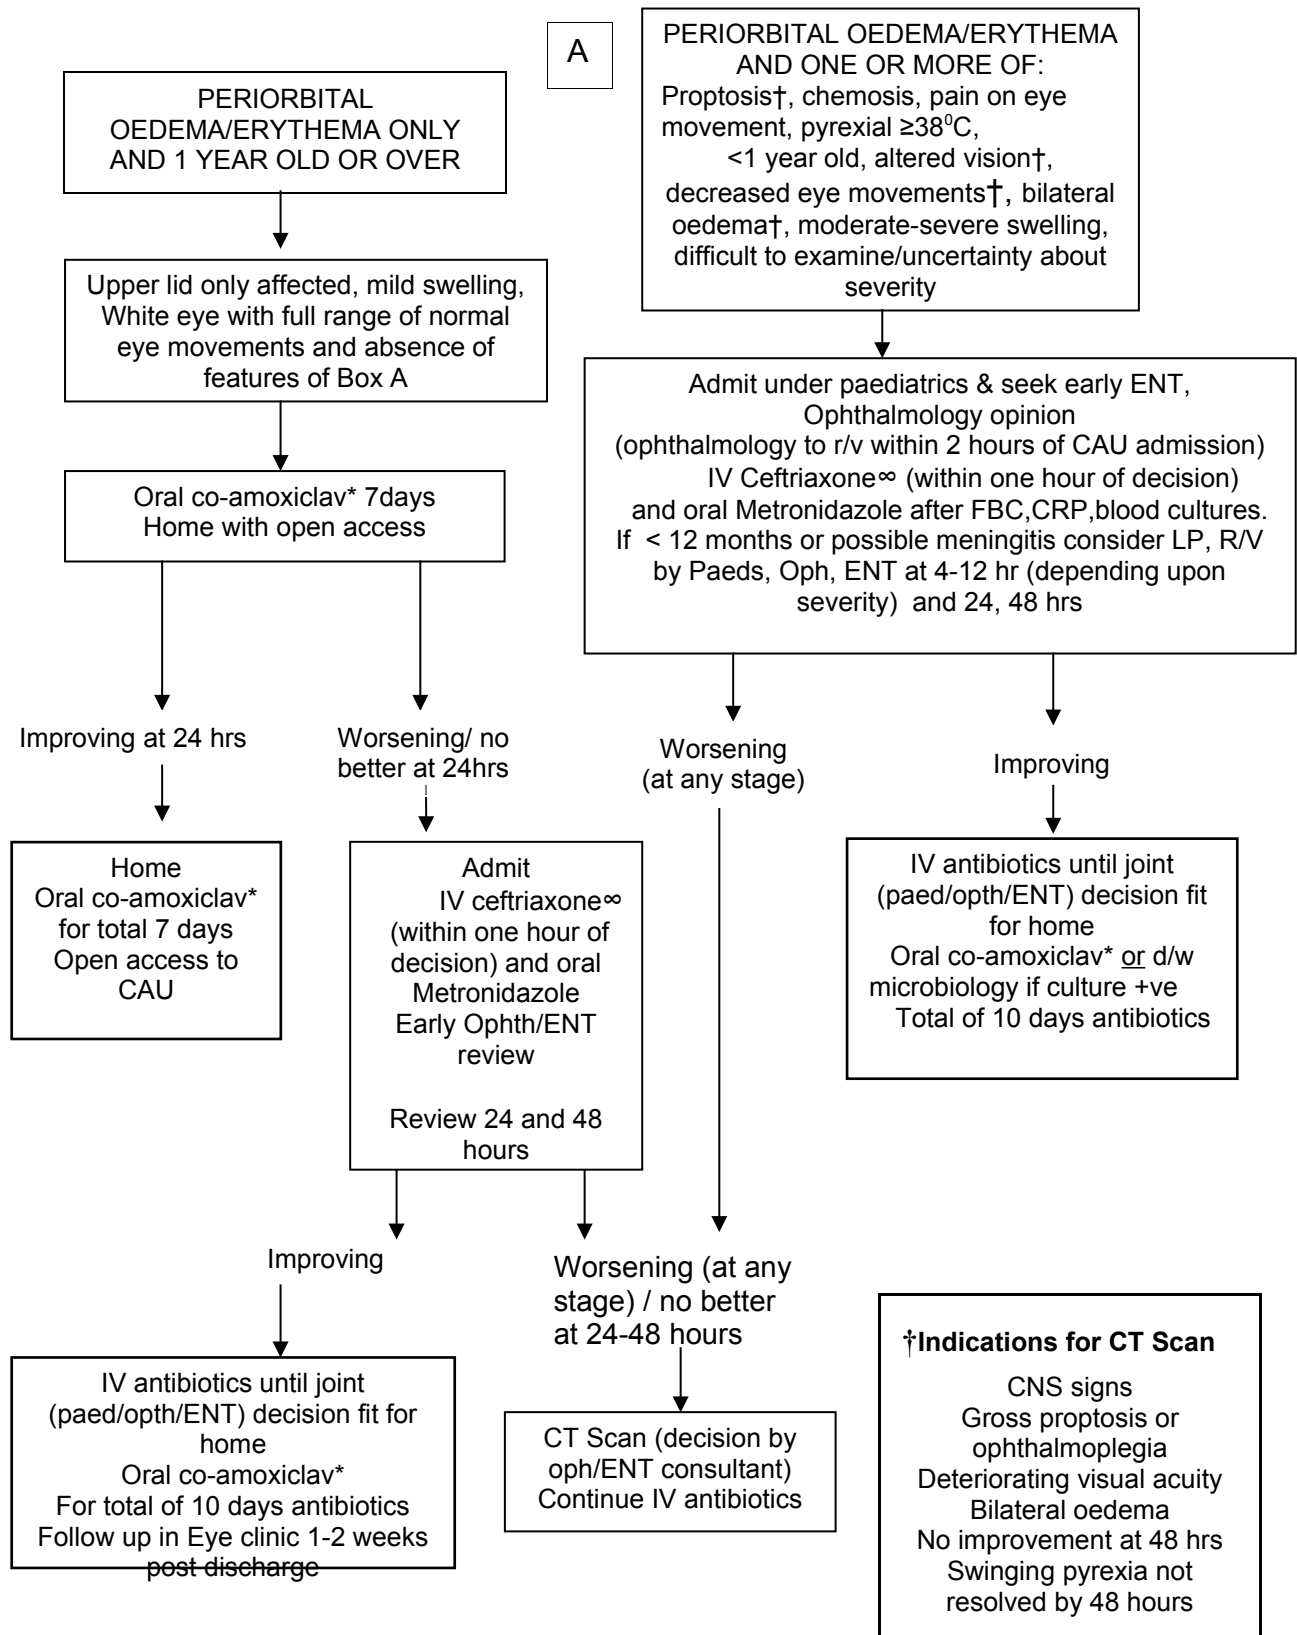 A
PERIORBITAL OEDEMA/ERYTHEMA
AND ONE OR MORE OF:
Proptosis†, chemosis, pain on eye
movement, pyrexial ≥38⁰C,
<1 year old, altered vision†,
decreased eye movements†, bilateral
oedema†, moderate-severe swelling,
difficult to examine/uncertainty about
severity
PERIORBITAL
OEDEMA/ERYTHEMA ONLY
AND 1 YEAR OLD OR OVER
Upper lid only affected, mild swelling,
White eye with full range of normal
eye movements and absence of
features of Box A
Admit under paediatrics & seek early ENT,
Ophthalmology opinion
(ophthalmology to r/v within 2 hours of CAU admission)
IV Ceftriaxone∞ (within one hour of decision)
and oral Metronidazole after FBC,CRP,blood cultures.
If < 12 months or possible meningitis consider LP, R/V
by Paeds, Oph, ENT at 4-12 hr (depending upon
severity) and 24, 48 hrs
Oral co-amoxiclav* 7days
Home with open access
Improving at 24 hrs
Worsening/ no
better at 24hrs
Worsening
(at any stage)
Improving
Home
Oral co-amoxiclav*
for total 7 days
Open access to
CAU
Admit
IV ceftriaxone∞
(within one hour of
decision) and oral
Metronidazole
Early Ophth/ENT
review
Review 24 and 48
hours
IV antibiotics until joint
(paed/opth/ENT) decision fit
for home
Oral co-amoxiclav* or d/w
microbiology if culture +ve
Total of 10 days antibiotics
Improving
Worsening (at any
stage) / no better
at 24-48 hours
IV antibiotics until joint
(paed/opth/ENT) decision fit for
home
Oral co-amoxiclav*
For total of 10 days antibiotics
Follow up in Eye clinic 1-2 weeks
post discharge
CT Scan (decision by
oph/ENT consultant)
Continue IV antibiotics
†Indications for CT Scan
CNS signs
Gross proptosis or
ophthalmoplegia
Deteriorating visual acuity
Bilateral oedema
No improvement at 48 hrs
Swinging pyrexia not
resolved by 48 hours